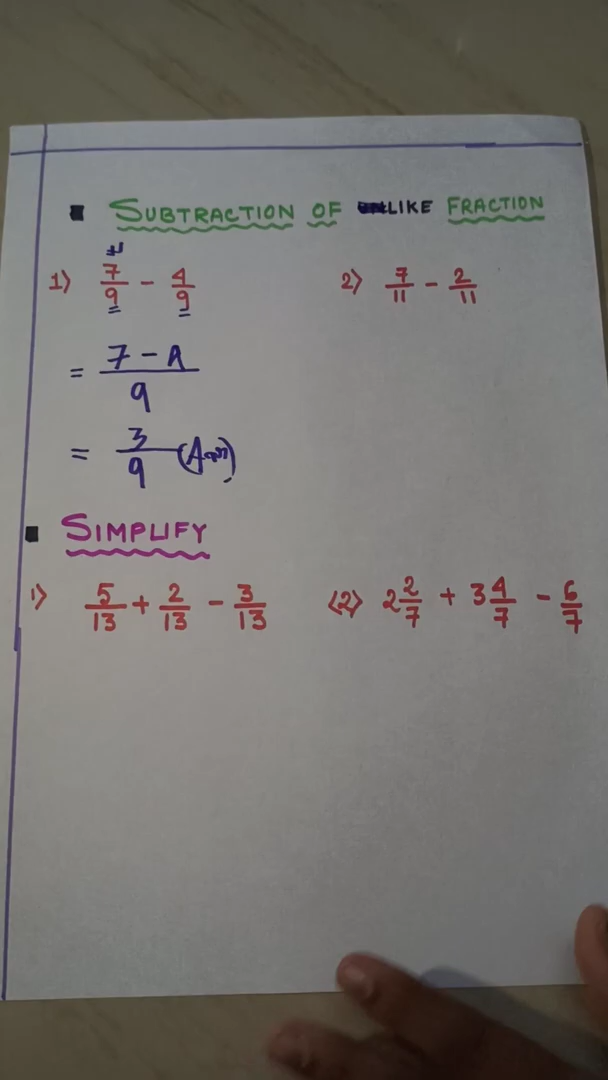 ■ SUBTRACTION OF LIKE FRACTION
1) 7/9 - 4/9 2) 7/11 - 2/11
= 7-4/9
= 3/9 (Ans)
■ SIMPLIFY
1) 5/13 + 2/13 - 3/13 (2) 2 2/7 + 3 4/7 - 6/7